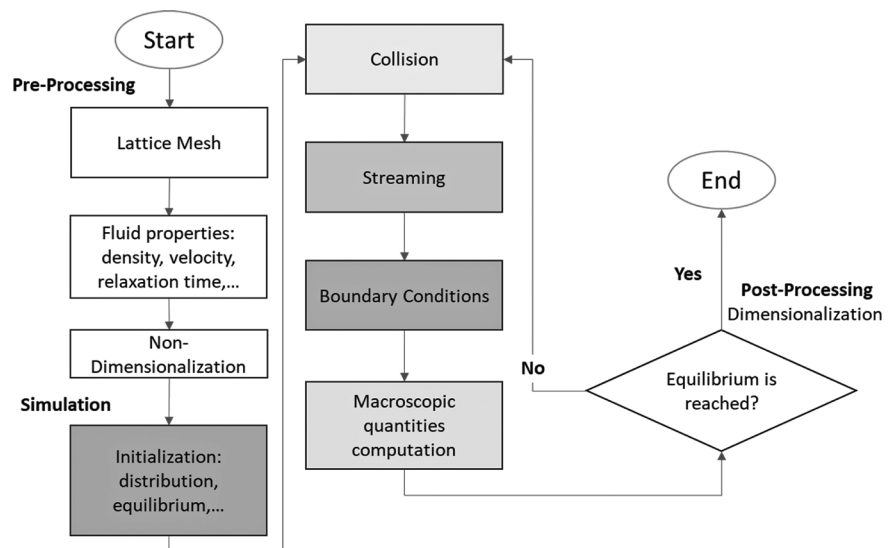 Start
Pre-Processing
Lattice Mesh
Fluid properties:
density, velocity,
relaxation time,...
Non-
Dimensionalization
Simulation
Initialization:
distribution,
equilibrium,...
Collision
Streaming
Boundary Conditions
Macroscopic
quantities
computation
No
Equilibrium is
reached?
Yes
Post-Processing
Dimensionalization
End